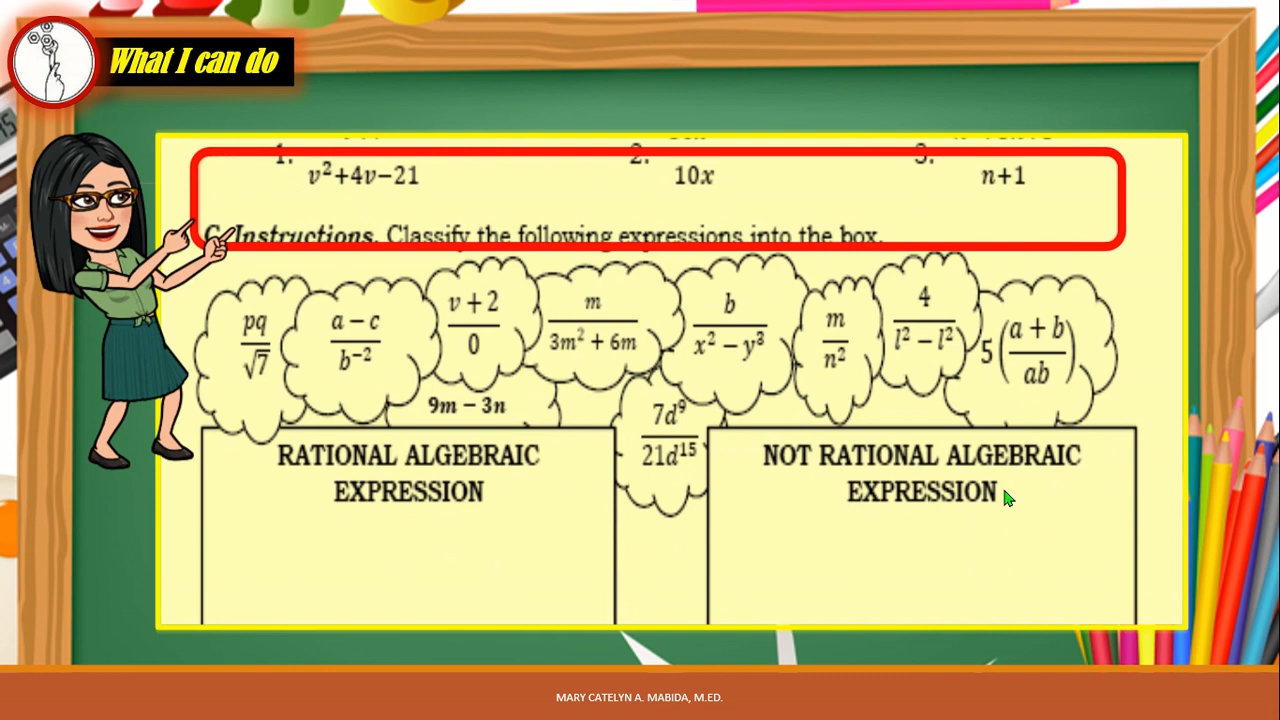 What I can do
1.
2.
3.
v²+4v−21
10x
n+1
C. Instructions. Classify the following expressions into the box.
pq
√7
a − c
b⁻²
v + 2
0
m
3m² + 6m
b
x² − y³
m
n²
4
l² − l²
5(a + b)
ab
9m − 3n
7d⁹
21d¹⁵
RATIONAL ALGEBRAIC
EXPRESSION
NOT RATIONAL ALGEBRAIC
EXPRESSION
MARY CATELYN A. MABIDA, M.ED.